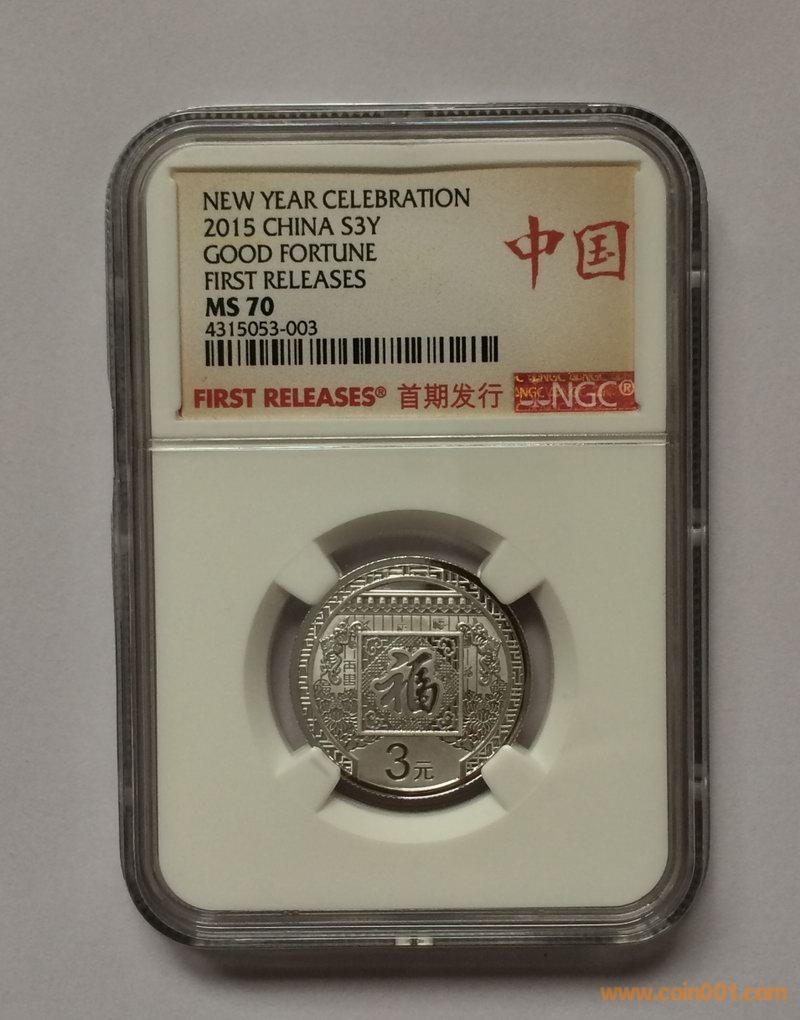 NEW YEAR CELEBRATION
2015 CHINA S3Y
GOOD FORTUNE
FIRST RELEASES
MS 70
4315053-003
中国
FIRST RELEASES® 首期发行 NGC®
福
3元
www.coin001.com